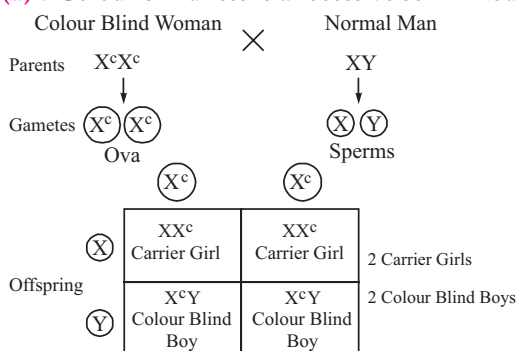 Colour Blind Woman × Normal Man
Parents XᶜXᶜ XY
Gametes Xᶜ Xᶜ X Y
Ova Sperms
Xᶜ Xᶜ
X XXᶜ XXᶜ
Carrier Girl Carrier Girl 2 Carrier Girls
Offspring
Y XᶜY XᶜY 2 Colour Blind Boys
Colour Blind Colour Blind
Boy Boy